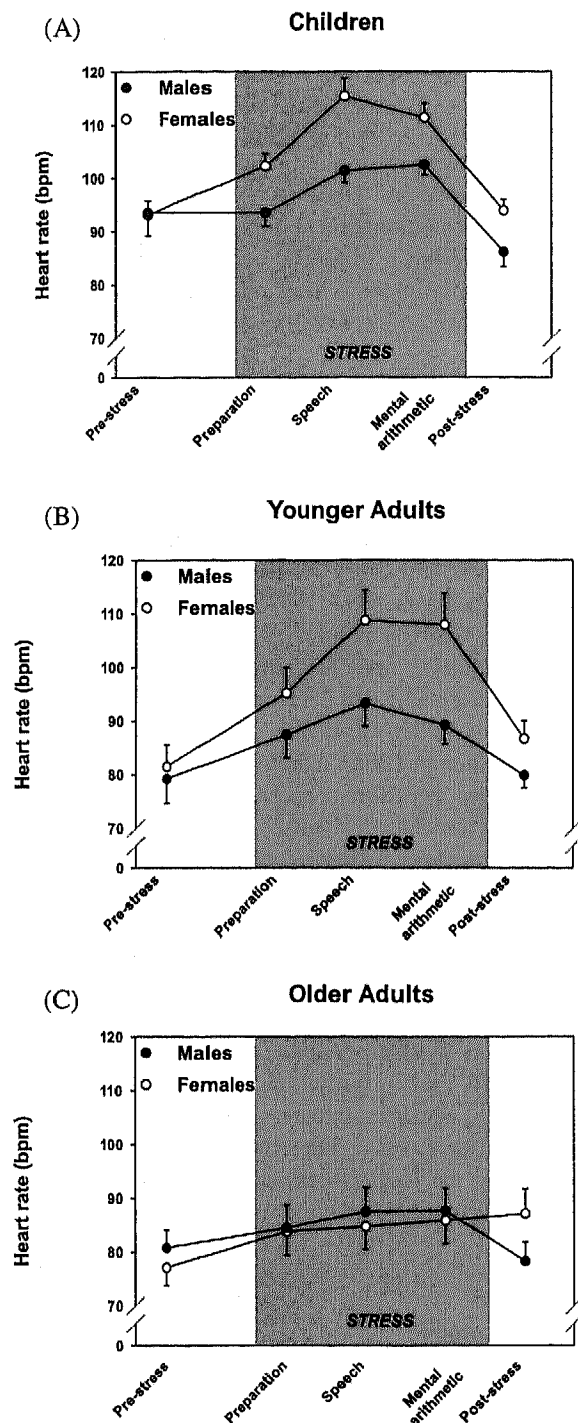 (A)
Children
Males
Females
120
110
100
90
80
70
0
Heart rate (bpm)
STRESS
Pre-stress
Preparation
Speech
Mental
arithmetic
Post-stress
(B)
Younger Adults
Males
Females
120
110
100
90
80
70
0
Heart rate (bpm)
STRESS
Pre-stress
Preparation
Speech
Mental
arithmetic
Post-stress
(C)
Older Adults
Males
Females
120
110
100
90
80
70
0
Heart rate (bpm)
STRESS
Pre-stress
Preparation
Speech
Mental
arithmetic
Post-stress